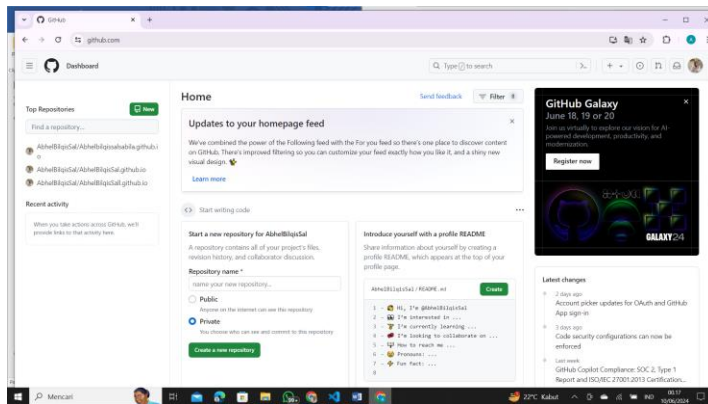 GitHub
github.com
Dashboard
Type / to search
Top Repositories
New
Find a repository...
AbhelBilqisSal/AbhelBilqissalsabila.github.i
o
AbhelBilqisSal/AbhelBilqisSal.github.io
AbhelBilqisSal/AbhelBilqisSall.github.io
Recent activity
When you take actions across GitHub, we'll
provide links to that activity here.
Home
Send feedback
Filter 8
Updates to your homepage feed
We've combined the power of the Following feed with the For you feed so there's one place to discover content
on GitHub. There's improved filtering so you can customize your feed exactly how you like it, and a shiny new
visual design.
Learn more
Start writing code
Start a new repository for AbhelBilqisSal
A repository contains all of your project's files,
revision history, and collaborator discussion.
Repository name *
name your new repository...
Public
Anyone on the internet can see this repository
Private
You choose who can see and commit to this repository
Create a new repository
Introduce yourself with a profile README
Share information about yourself by creating a
profile README, which appears at the top of your
profile page.
AbhelBilqisSal / README.md
Create
1 - Hi, I'm @AbhelBilqisSal
2 - I'm interested in ...
3 - I'm currently learning ...
4 - I'm looking to collaborate on ...
5 - How to reach me ...
6 - Pronouns: ...
7 - Fun fact: ...
8
GitHub Galaxy
June 18, 19 or 20
Join us virtually to explore our vision for AI-
powered development, productivity, and
modernization.
Register now
GALAXY24
Latest changes
2 days ago
Account picker updates for OAuth and GitHub
App sign-in
3 days ago
Code security configurations can now be
enforced
Last week
GitHub Copilot Compliance: SOC 2, Type 1
Report and ISO/IEC 27001:2013 Certification...
Mencari
22°C Kabut
IND
00.17
10/06/2024